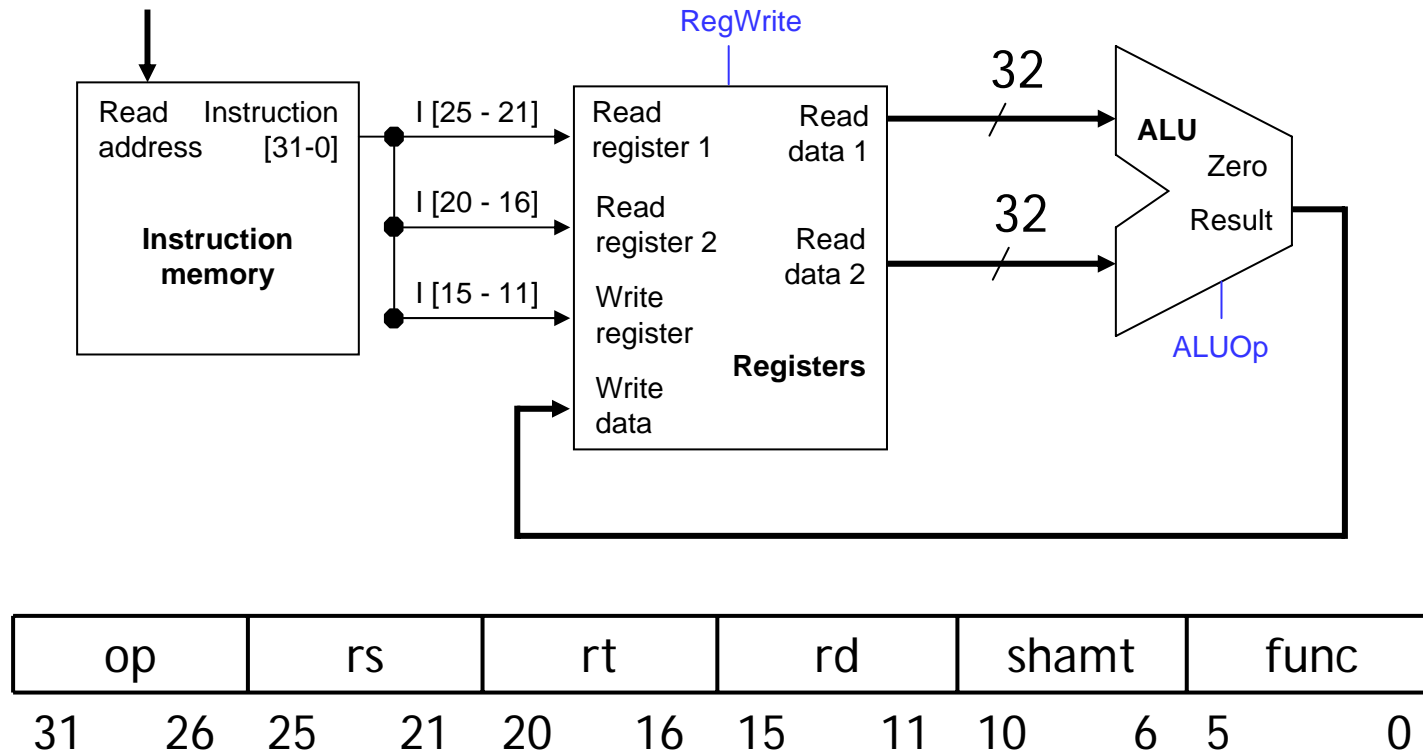 RegWrite
Read address
Instruction [31-0]
Instruction memory
I [25 - 21]
I [20 - 16]
I [15 - 11]
Read register 1
Read register 2
Write register
Write data
Read data 1
Read data 2
Registers
32
32
ALU
Zero
Result
ALUOp
op rs rt rd shamt func
31 26 25 21 20 16 15 11 10 6 5 0